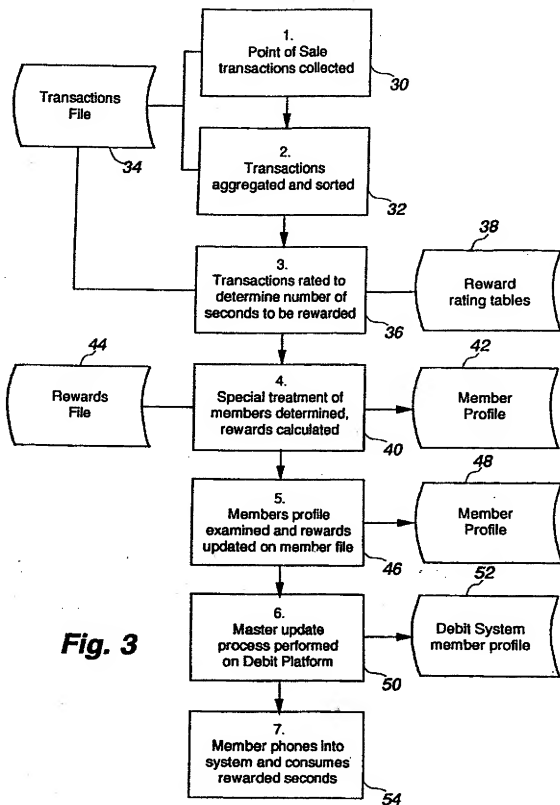 1.
Point of Sale
transactions collected
30
Transactions
File
34
2.
Transactions
aggregated and sorted
32
3.
Transactions rated to
determine number of
seconds to be rewarded
36
38
Reward
rating tables
44
Rewards
File
4.
Special treatment of
members determined,
rewards calculated
40
42
Member
Profile
5.
Members profile
examined and rewards
updated on member file
46
48
Member
Profile
Fig. 3
6.
Master update
process performed
on Debit Platform
50
52
Debit System
member profile
7.
Member phones into
system and consumes
rewarded seconds
54